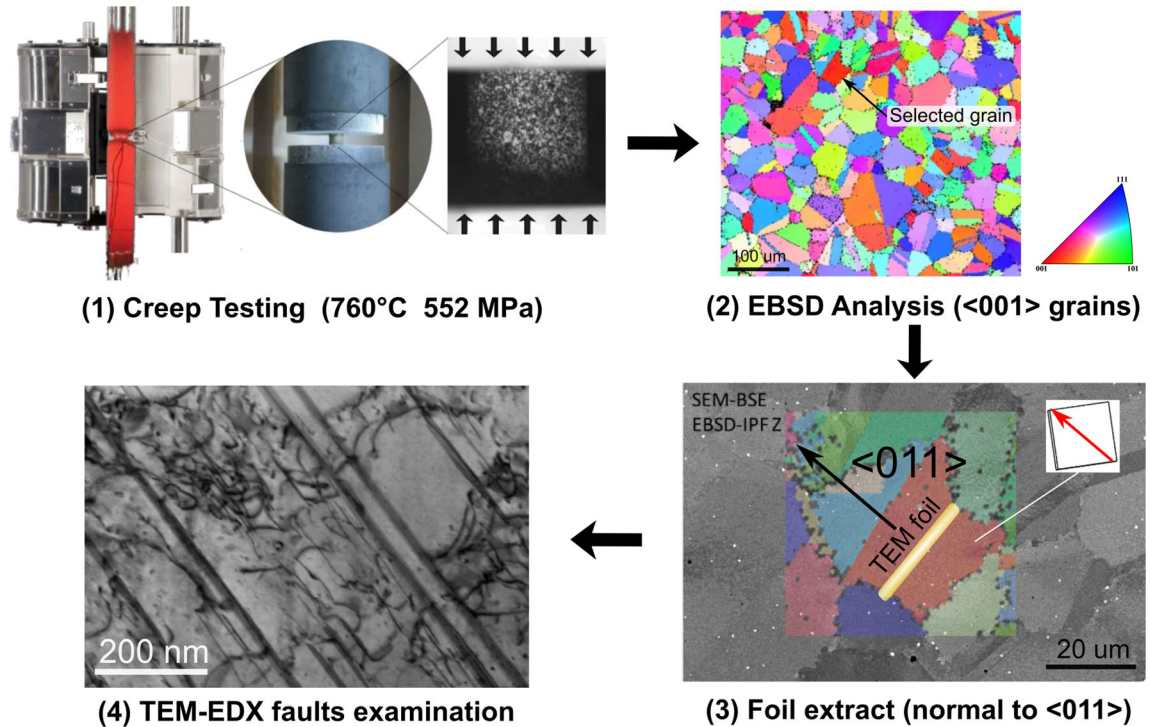 Selected grain
100 um
111
001
101
(1) Creep Testing (760°C 552 MPa)
(2) EBSD Analysis (<001> grains)
SEM-BSE
EBSD-IPF Z
<011>
TEM foil
200 nm
20 um
(4) TEM-EDX faults examination
(3) Foil extract (normal to <011>)